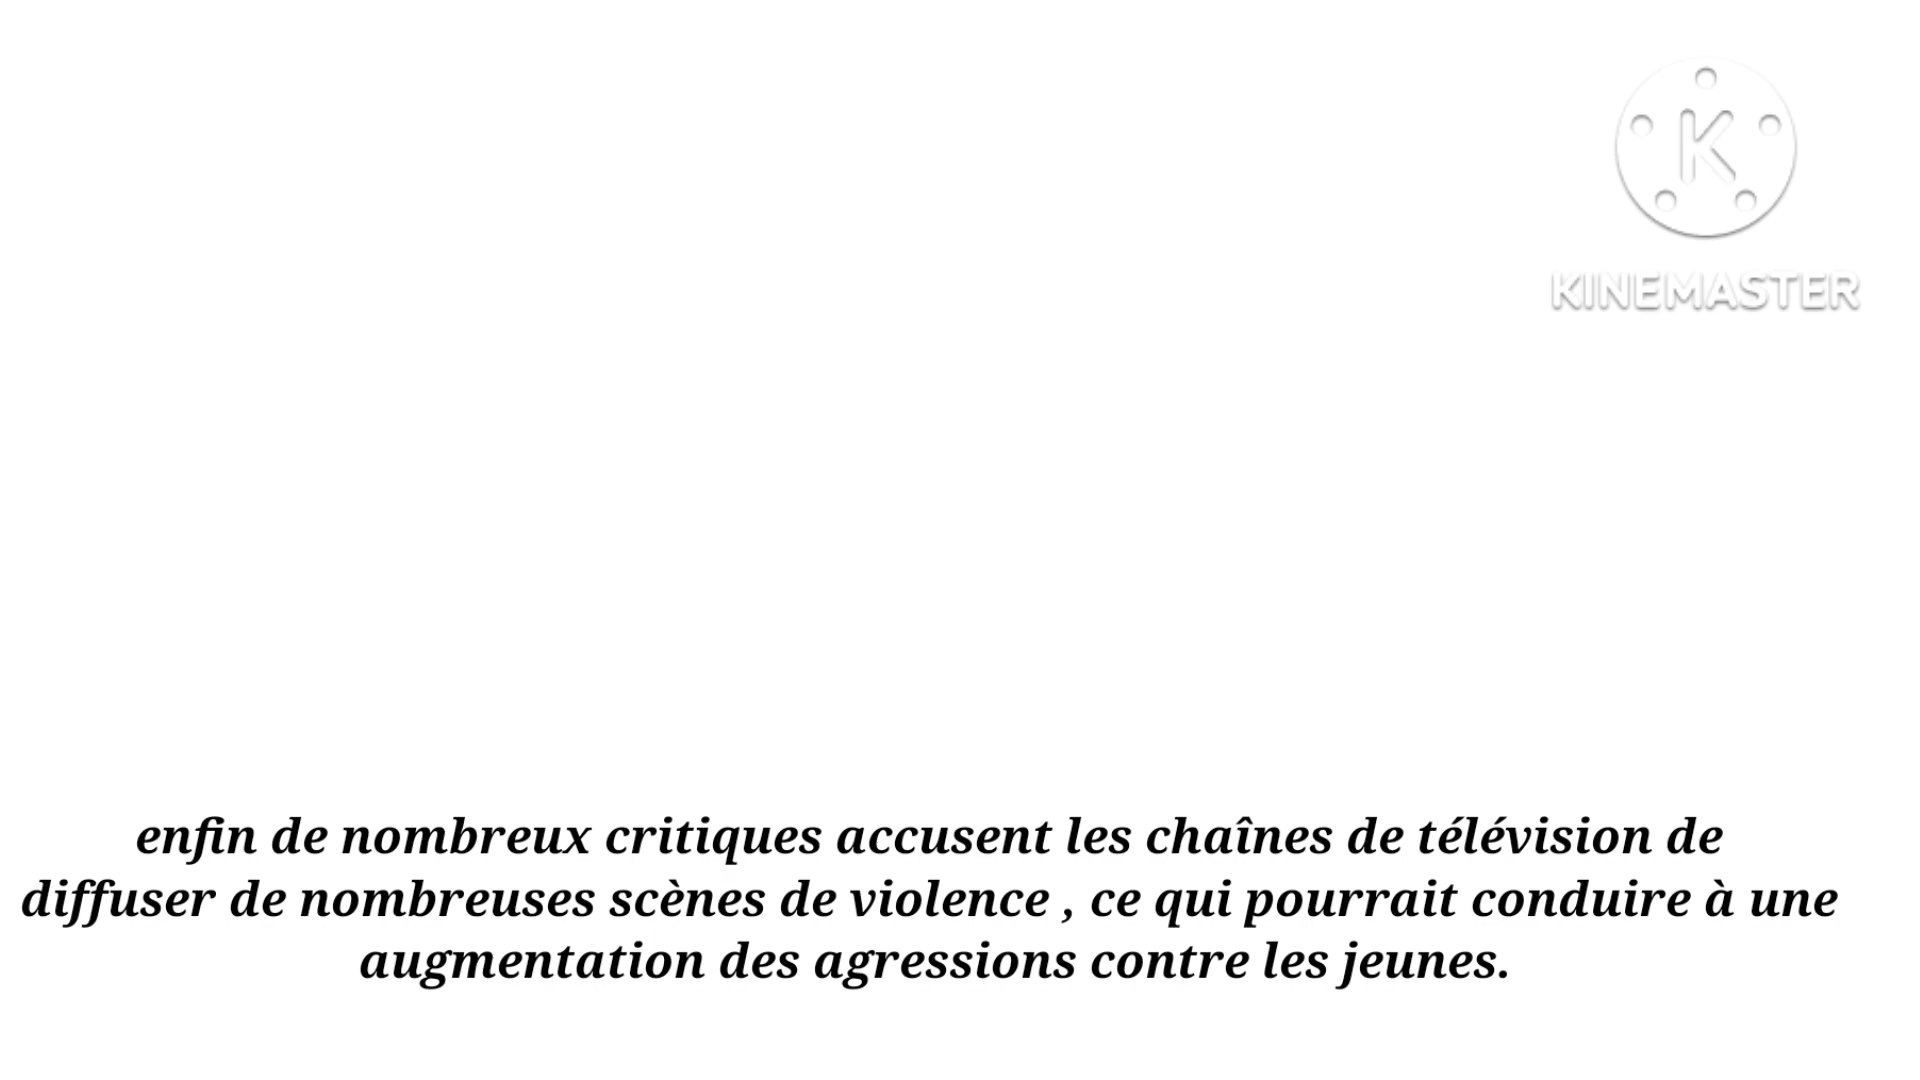 K
KINEMASTER
enfin de nombreux critiques accusent les chaînes de télévision de
diffuser de nombreuses scènes de violence , ce qui pourrait conduire à une
augmentation des agressions contre les jeunes.